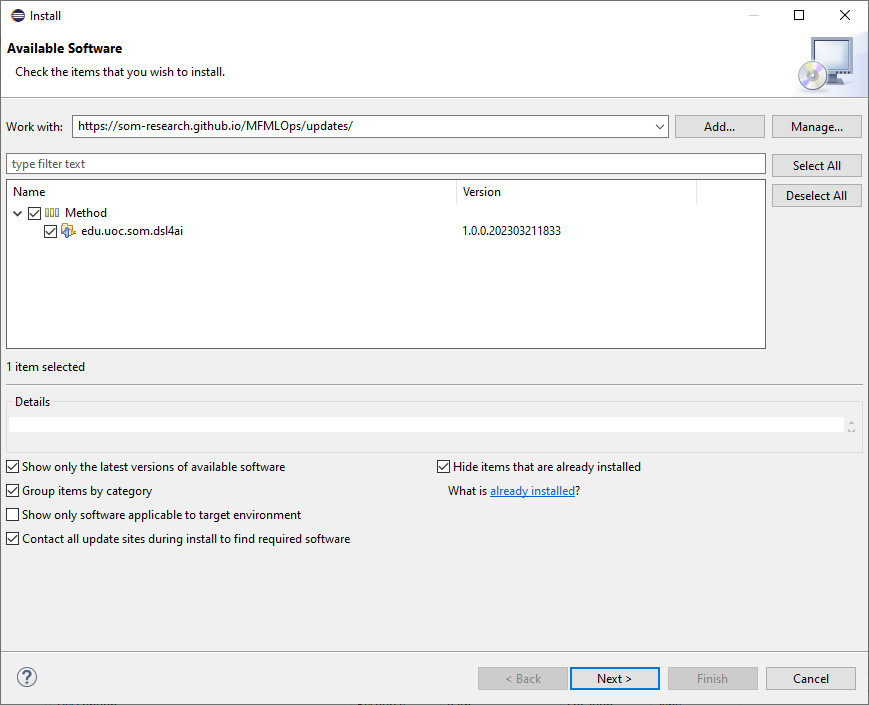 Install
Available Software
Check the items that you wish to install.
Work with: https://som-research.github.io/MFMLOps/updates/ Add... Manage...
type filter text Select All
Name Version Deselect All
Method
edu.uoc.som.dsl4ai 1.0.0.202303211833
1 item selected
Details
Show only the latest versions of available software Hide items that are already installed
Group items by category What is already installed?
Show only software applicable to target environment
Contact all update sites during install to find required software
? < Back Next > Finish Cancel